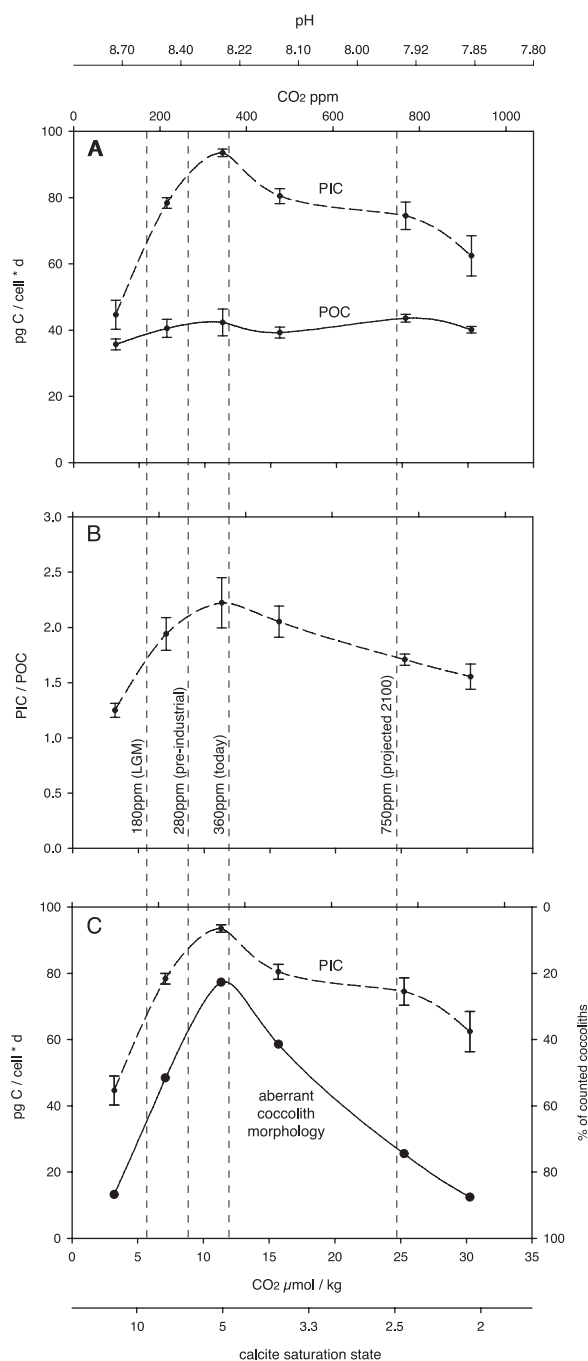 pH
8.70 8.40 8.22 8.10 8.00 7.92 7.85 7.80
CO2 ppm
0 200 400 600 800 1000
A
100
80
60
40
20
0
pg C / cell * d
PIC
POC
B
3.0
2.5
2.0
1.5
1.0
0.5
0.0
PIC / POC
180ppm (LGM)
280ppm (pre-industrial)
360ppm (today)
750ppm (projected 2100)
C
100
80
60
40
20
0
pg C / cell * d
PIC
aberrant
coccolith
morphology
0
20
40
60
80
100
% of counted coccoliths
0 5 10 15 20 25 30 35
CO2 µmol / kg
10 5 3.3 2.5 2
calcite saturation state